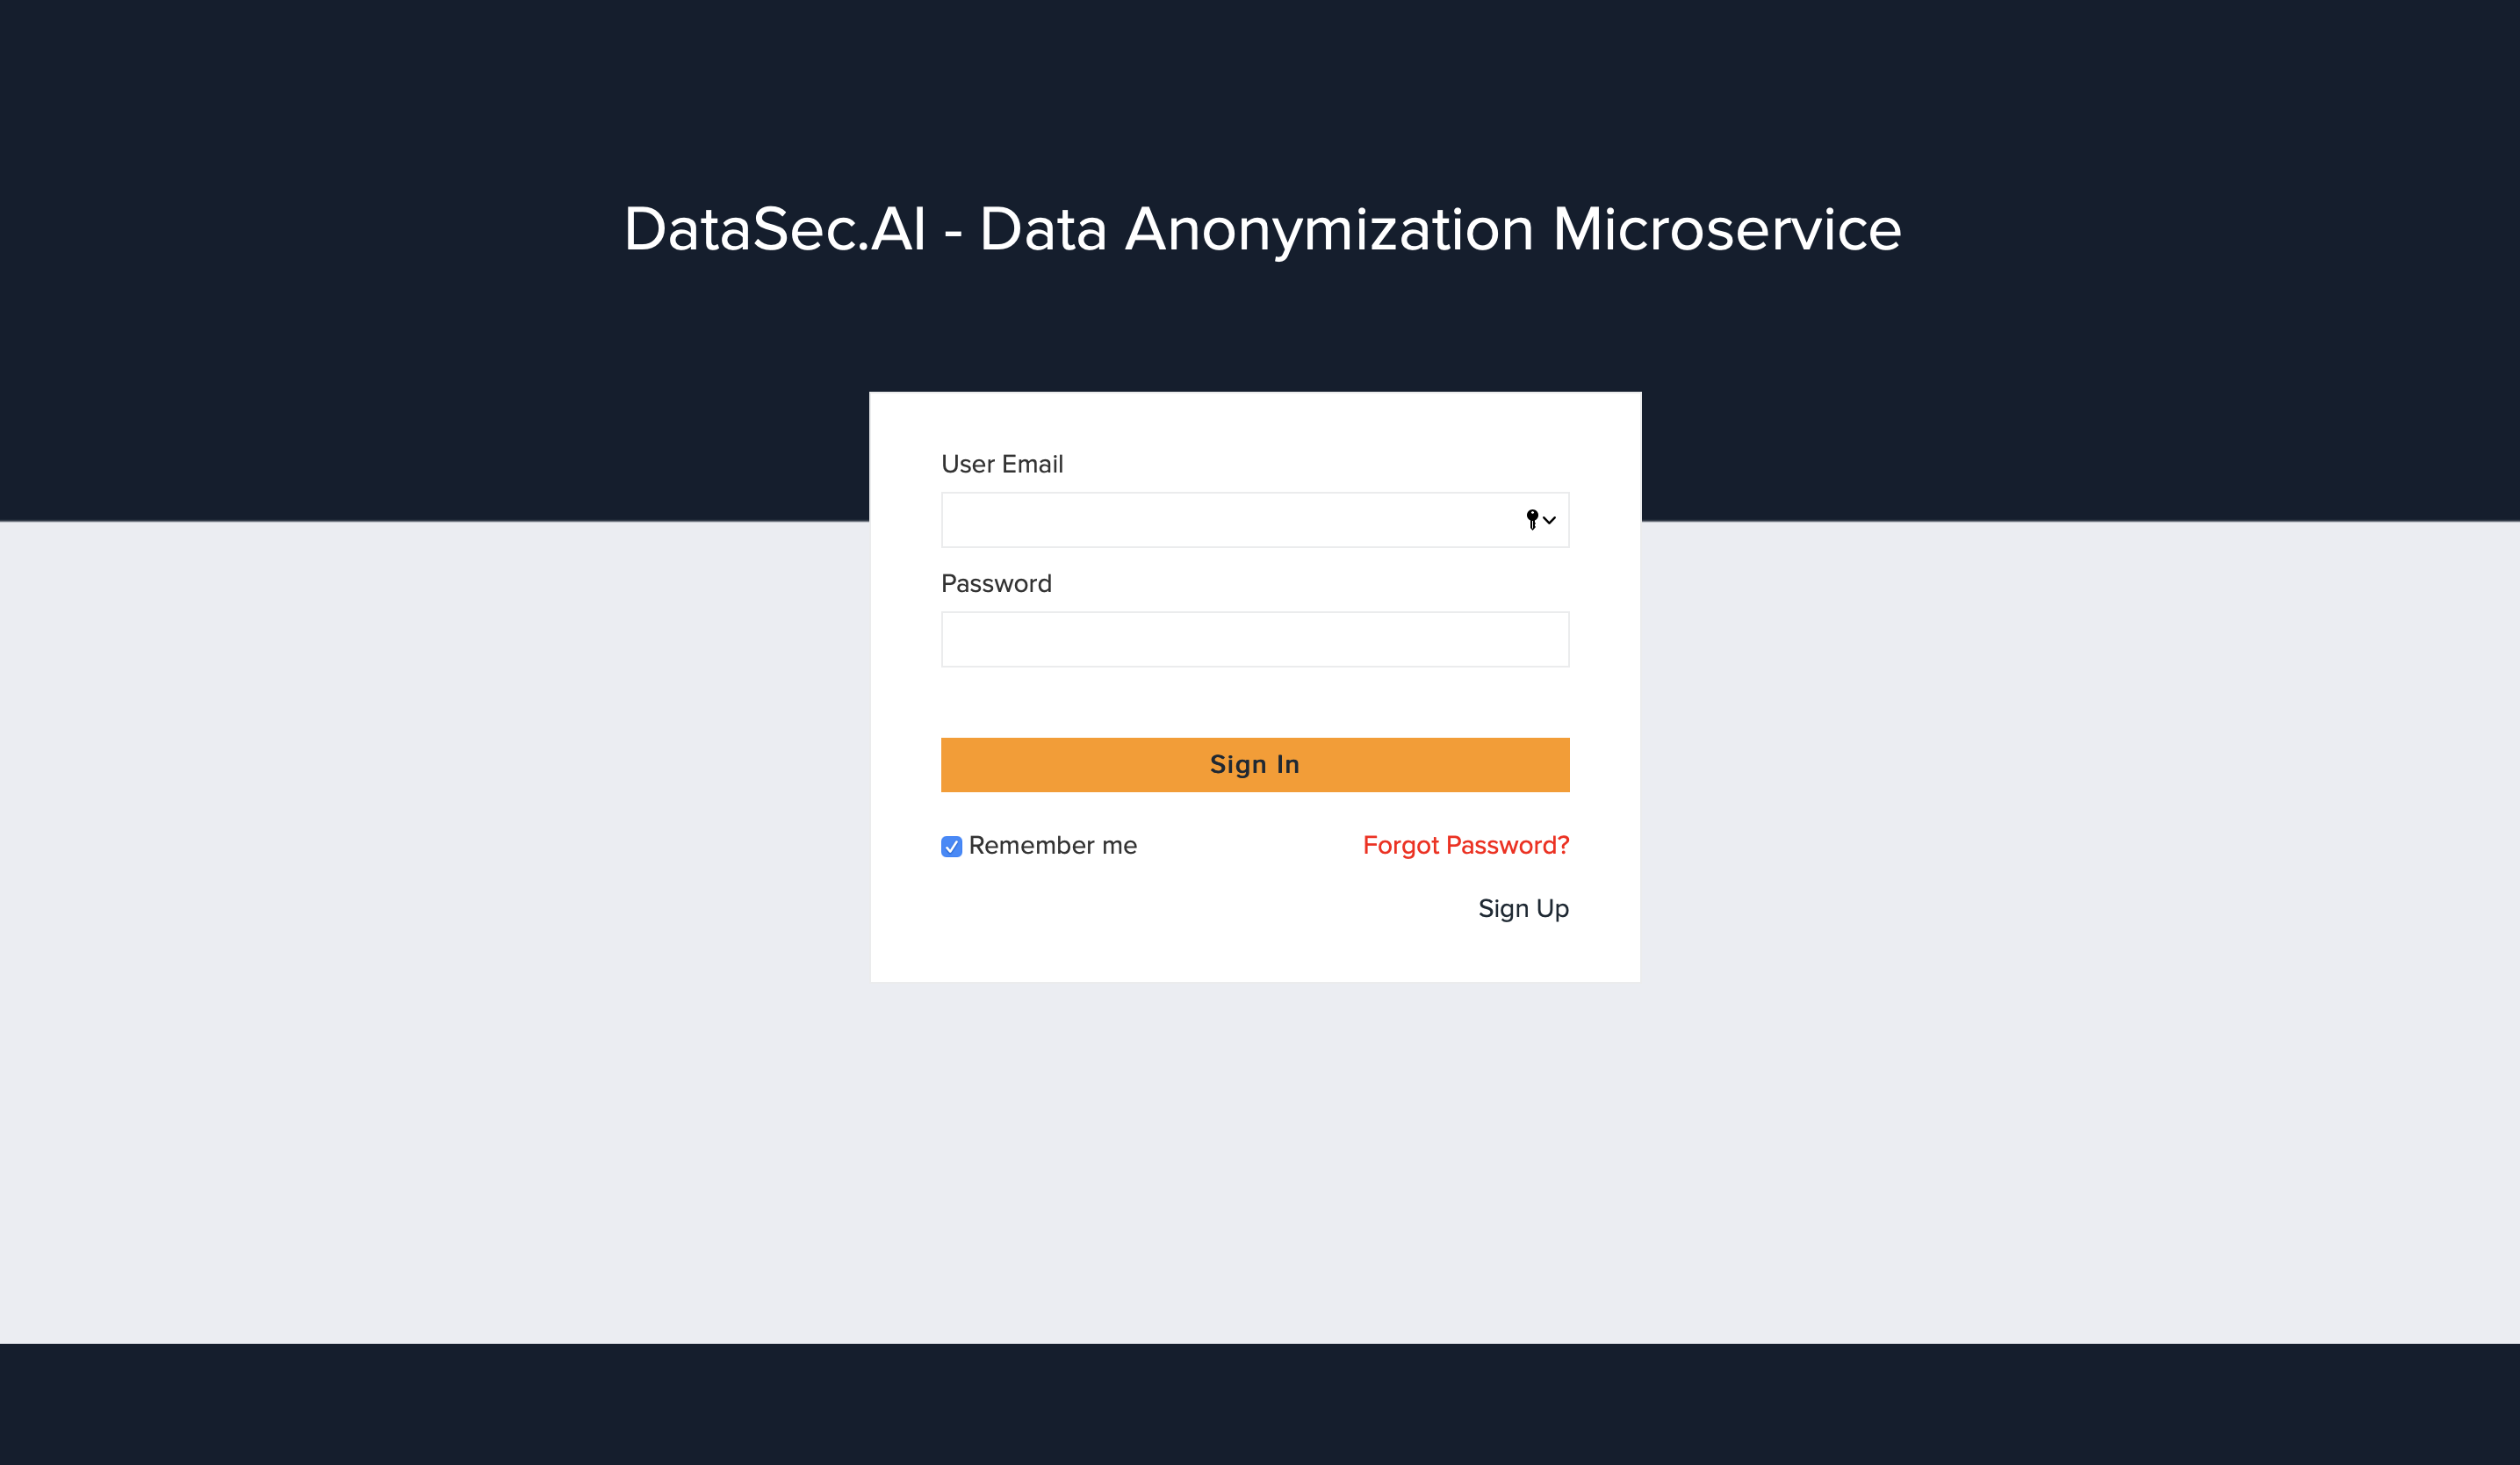 DataSec.AI - Data Anonymization Microservice
User Email
Password
Sign In
Remember me Forgot Password?
Sign Up